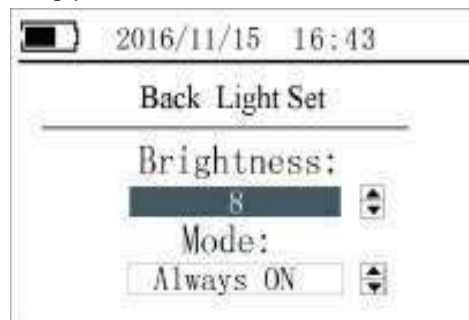 2016/11/15 16:43
Back Light Set
Brightness:
8
Mode:
Always ON